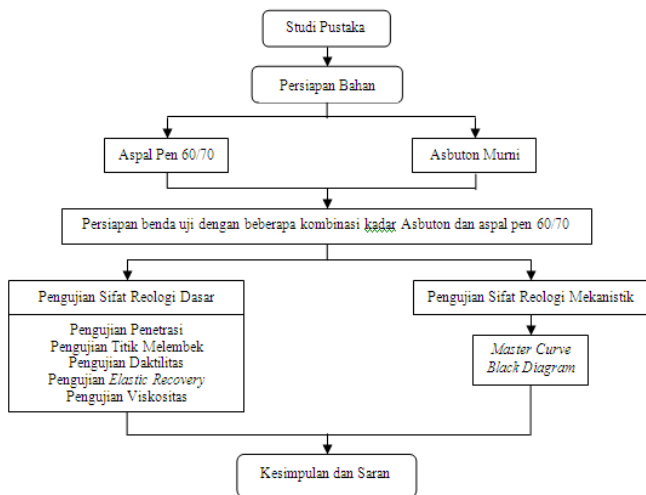 Studi Pustaka
Persiapan Bahan
Aspal Pen 60/70
Asbuton Murni
Persiapan benda uji dengan beberapa kombinasi kadar Asbuton dan aspal pen 60/70
Pengujian Sifat Reologi Dasar
Pengujian Penetrasi
Pengujian Titik Melembek
Pengujian Daktilitas
Pengujian Elastic Recovery
Pengujian Viskositas
Pengujian Sifat Reologi Mekanistik
Master Curve
Black Diagram
Kesimpulan dan Saran